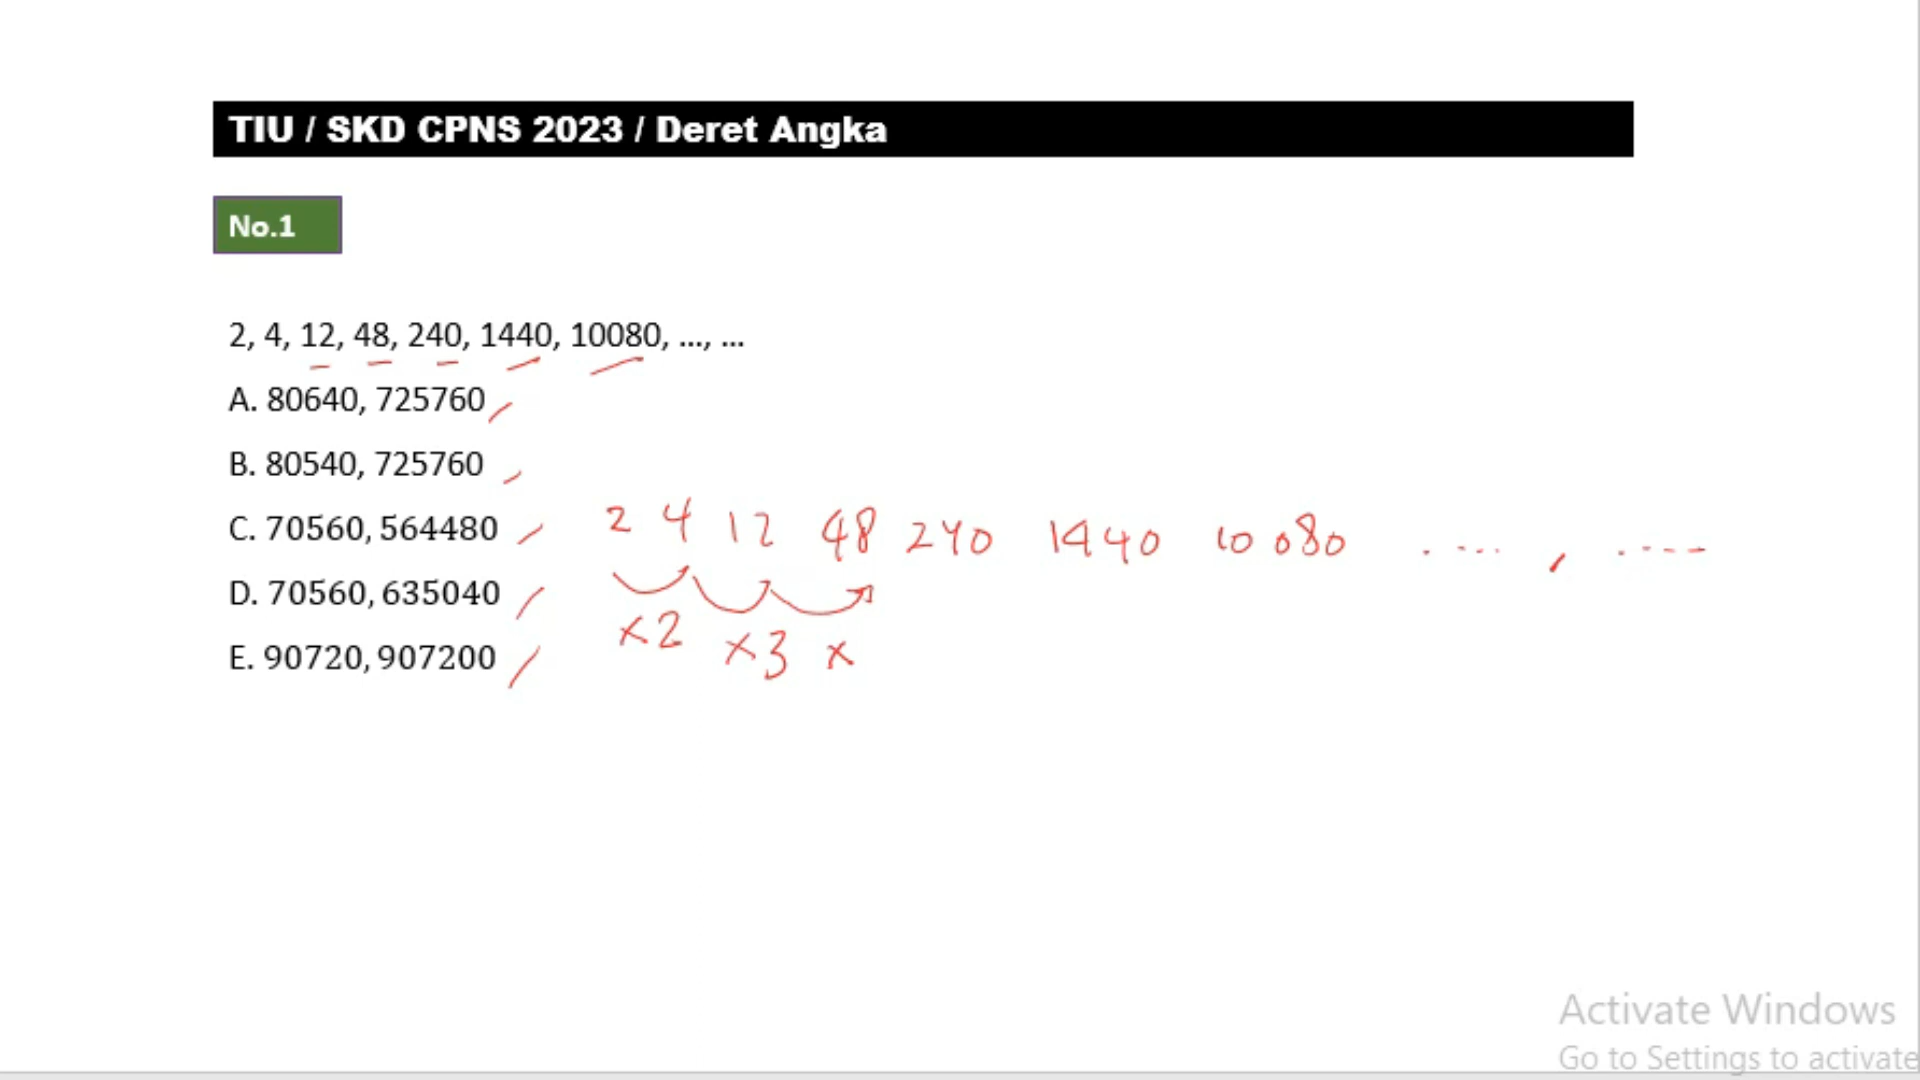 TIU / SKD CPNS 2023 / Deret Angka
No.1
2, 4, 12, 48, 240, 1440, 10080, ..., ...
A. 80640, 725760
B. 80540, 725760
C. 70560, 564480
D. 70560, 635040
E. 90720, 907200
2 4 12 48 240 1440 10080 ...., ....
x2 x3 x
Activate Windows
Go to Settings to activate